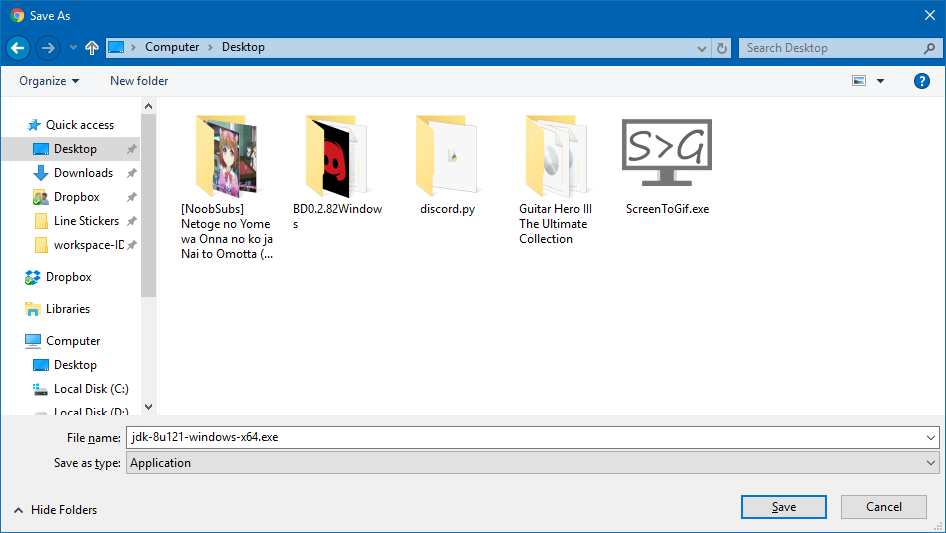 Save As
Computer
Desktop
Search Desktop
Organize
New folder
?
Quick access
Desktop
Downloads
Dropbox
Line Stickers
workspace-ID
Dropbox
Libraries
Computer
Desktop
Local Disk (C:)
Local Disk (D:)
[NoobSubs]
Netoge no Yome
wa Onna no ko ja
Nai to Omotta (...
BD0.2.82Window
s
discord.py
Guitar Hero III
The Ultimate
Collection
S>G
ScreenToGif.exe
File name: jdk-8u121-windows-x64.exe
Save as type: Application
Hide Folders
Save
Cancel